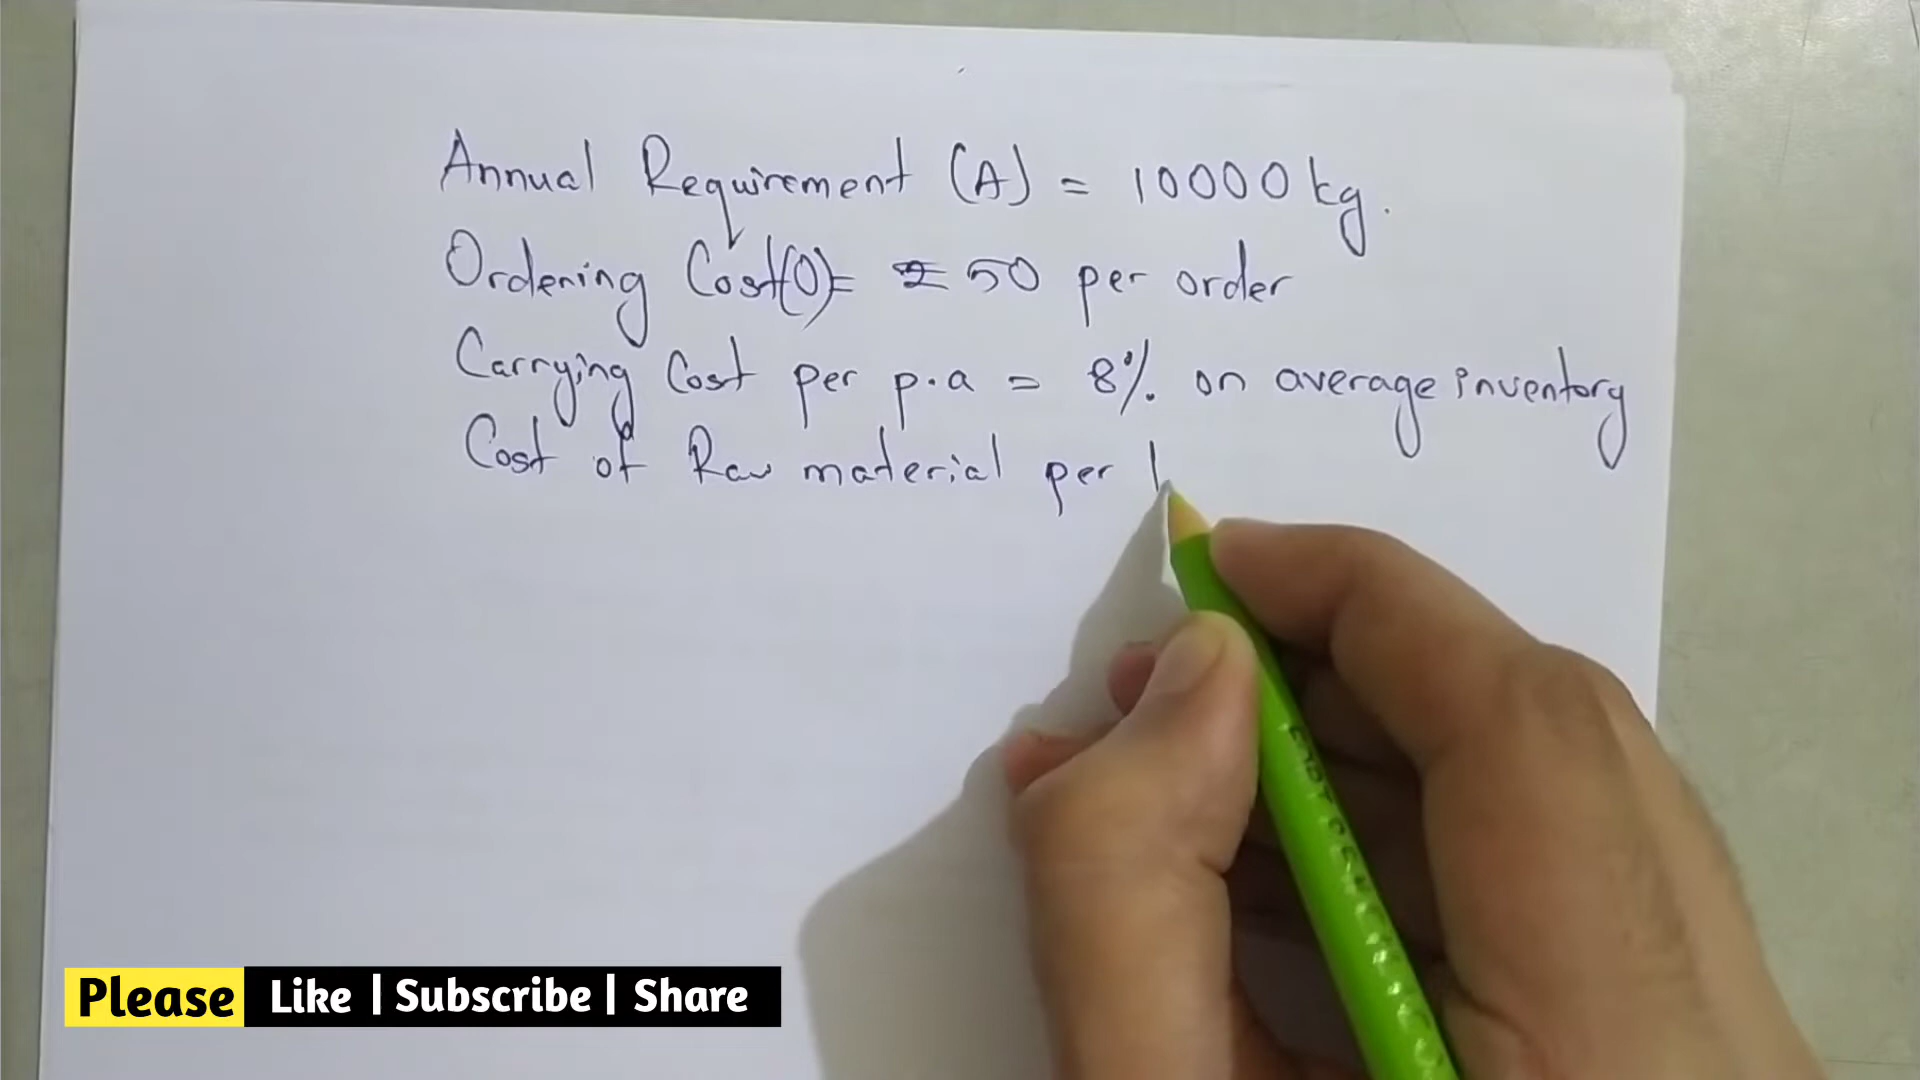 Annual Requirement (A) = 10000 kg.
Ordering Cost(O) = 50 per order
Carrying Cost per p.a = 8% on average inventory
Cost of Raw material per
Please Like | Subscribe | Share